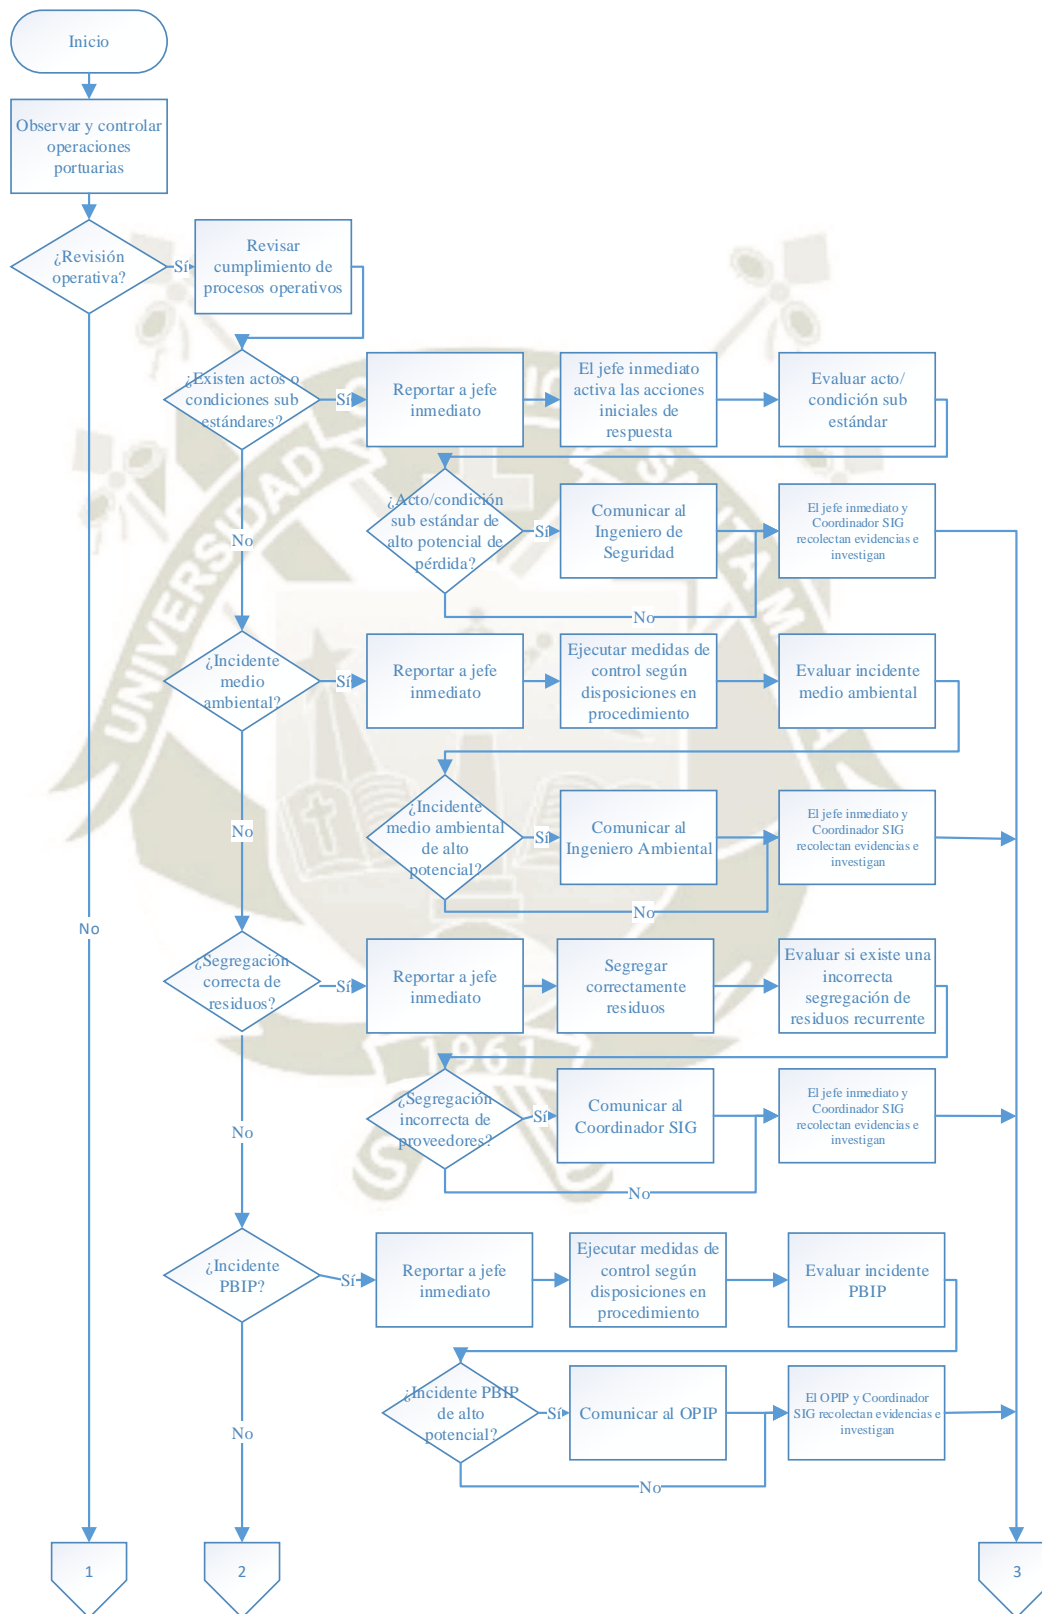 Inicio
Observar y controlar
operaciones
portuarias
¿Revisión
operativa?
Sí
Revisar
cumplimiento de
procesos operativos
¿Existen actos o
condiciones sub
estándares?
Sí
Reportar a jefe
inmediato
El jefe inmediato
activa las acciones
iniciales de
respuesta
Evaluar acto/
condición sub
estándar
¿Acto/condición
sub estándar de
alto potencial de
pérdida?
Sí
Comunicar al
Ingeniero de
Seguridad
El jefe inmediato y
Coordinador SIG
recolectan evidencias e
investigan
No
No
¿Incidente
medio
ambiental?
Sí
Reportar a jefe
inmediato
Ejecutar medidas de
control según
disposiciones en
procedimiento
Evaluar incidente
medio ambiental
¿Incidente
medio ambiental
de alto
potencial?
Sí
Comunicar al
Ingeniero Ambiental
El jefe inmediato y
Coordinador SIG
recolectan evidencias e
investigan
No
No
No
¿Segregación
correcta de
residuos?
Sí
Reportar a jefe
inmediato
Segregar
correctamente
residuos
Evaluar si existe una
incorrecta
segregación de
residuos recurrente
¿Segregación
incorrecta de
proveedores?
Sí
Comunicar al
Coordinador SIG
El jefe inmediato y
Coordinador SIG
recolectan evidencias e
investigan
No
No
¿Incidente
PBIP?
Sí
Reportar a jefe
inmediato
Ejecutar medidas de
control según
disposiciones en
procedimiento
Evaluar incidente
PBIP
¿Incidente PBIP
de alto
potencial?
Sí
Comunicar al OPIP
El OPIP y Coordinador
SIG recolectan evidencias e
investigan
No
No
1
2
3
UNIVERSIDAD
SANTA
1961